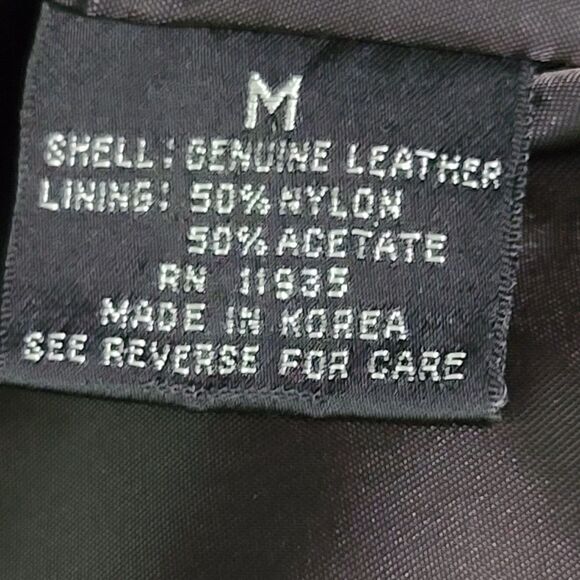 M
SHELL: GENUINE LEATHER
LINING: 50% NYLON
50% ACETATE
RN 11935
MADE IN KOREA
SEE REVERSE FOR CARE